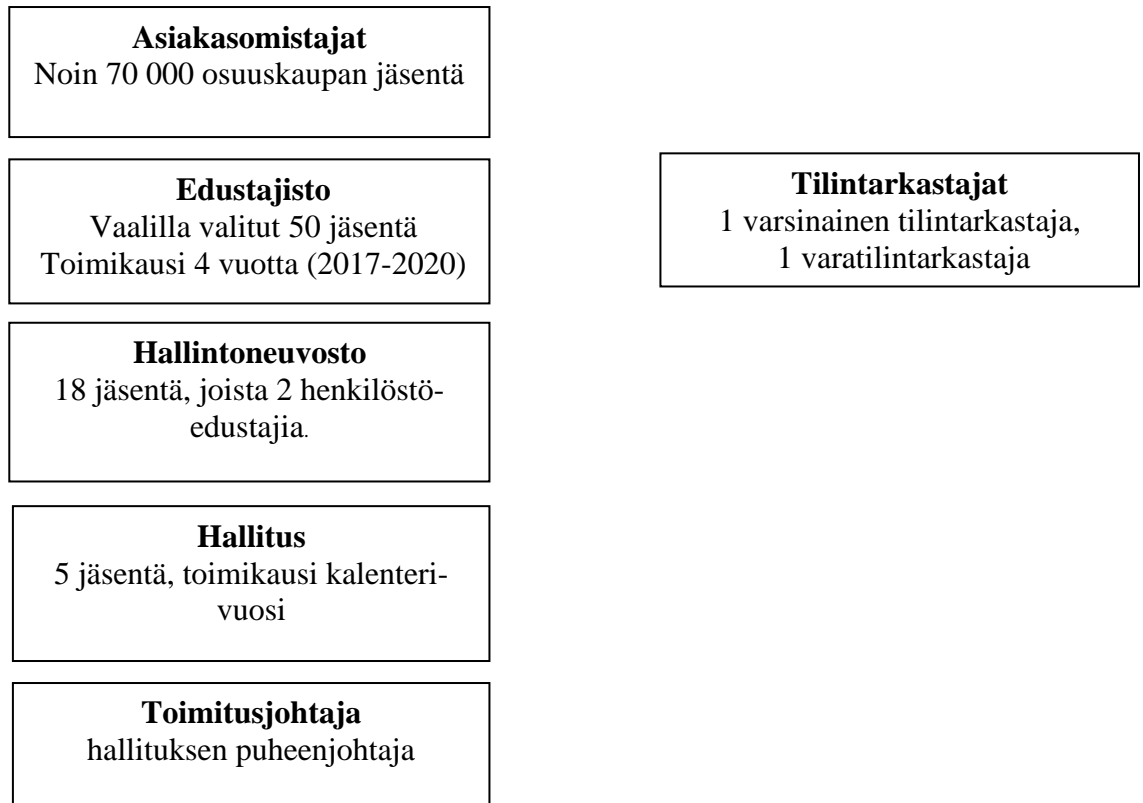 Asiakasomistajat
Noin 70 000 osuuskaupan jäsentä
Edustajisto
Vaalilla valitut 50 jäsentä
Toimikausi 4 vuotta (2017-2020)
Tilintarkastajat
1 varsinainen tilintarkastaja,
1 varatilintarkastaja
Hallintoneuvosto
18 jäsentä, joista 2 henkilöstö-
edustajia.
Hallitus
5 jäsentä, toimikausi kalenteri-
vuosi
Toimitusjohtaja
hallituksen puheenjohtaja